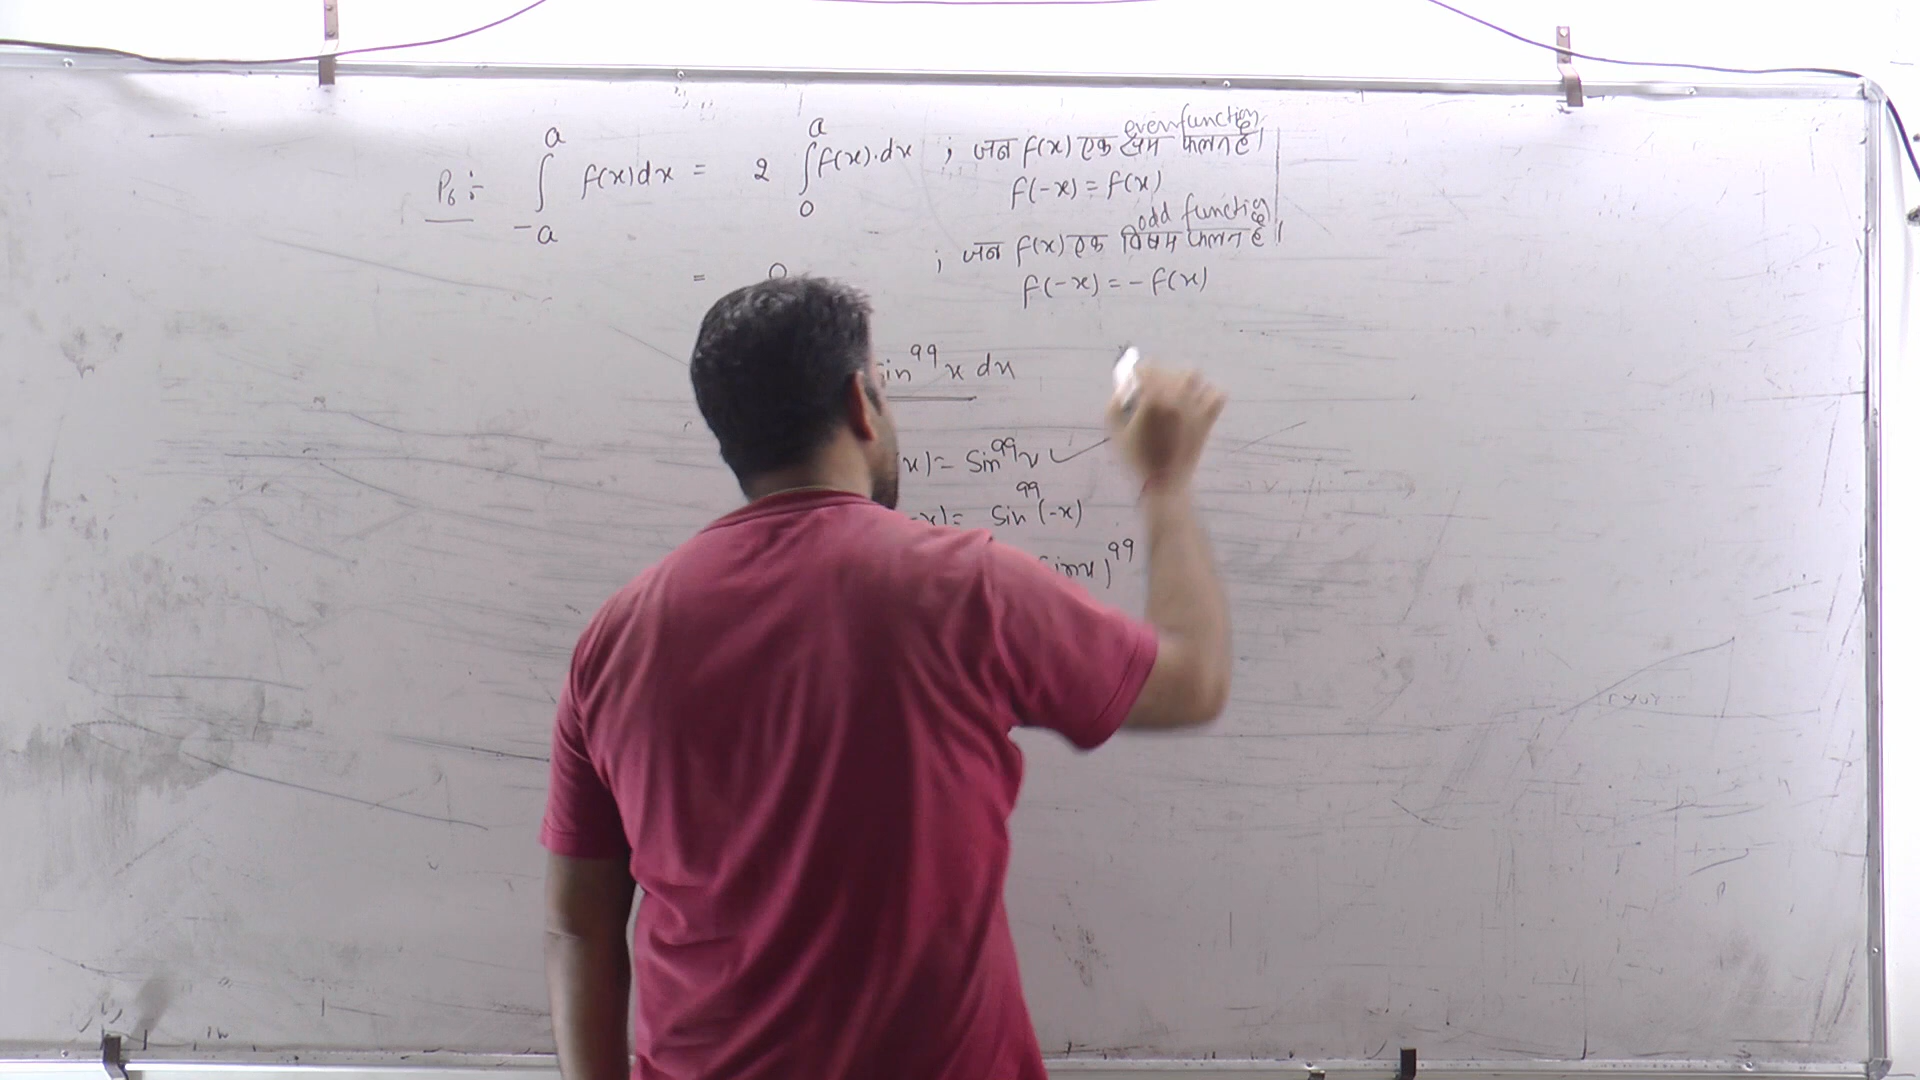 P₆ :- ∫₋ₐᵃ f(x)dx = 2 ∫₀ᵃ f(x).dx ; जब f(x) एक सम फलन है। even function
f(-x) = f(x)
= 0 ; जब f(x) एक विषम फलन है। odd function
f(-x) = -f(x)
sin⁹⁹x dx
(x) = Sin⁹⁹x
-x) = Sin⁹⁹(-x)
sinx)⁹⁹